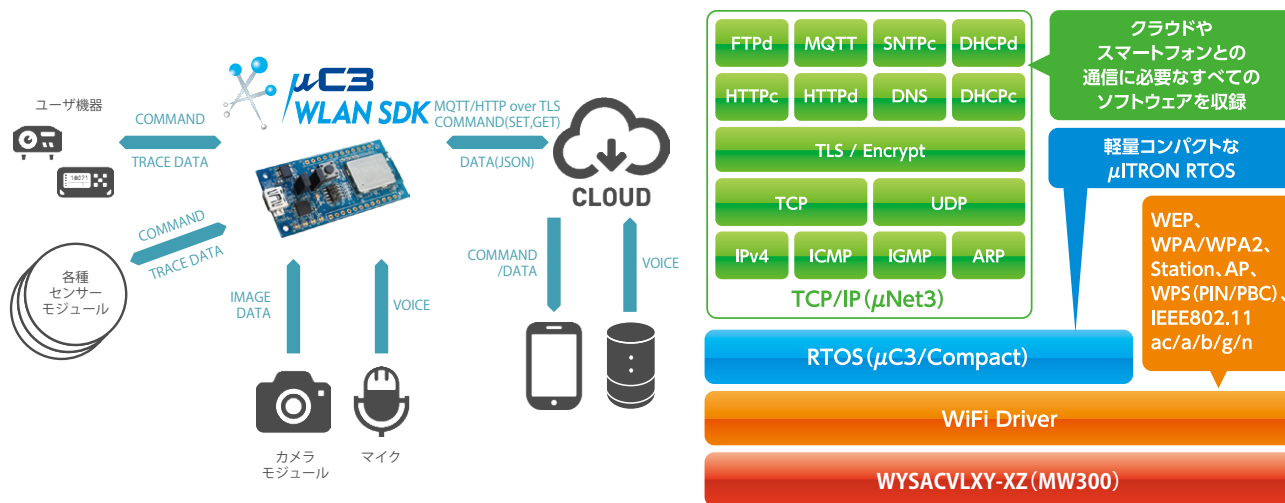 μC3
WLAN SDK
ユーザ機器
COMMAND
TRACE DATA
MQTT/HTTP over TLS
COMMAND(SET,GET)
DATA(JSON)
CLOUD
COMMAND
TRACE DATA
各種
センサー
モジュール
IMAGE
DATA
VOICE
COMMAND
/DATA
VOICE
カメラ
モジュール
マイク
FTPd
MQTT
SNTPc
DHCPd
HTTPc
HTTPd
DNS
DHCPc
TLS / Encrypt
TCP
UDP
IPv4
ICMP
IGMP
ARP
TCP/IP(μNet3)
クラウドや
スマートフォンとの
通信に必要なすべての
ソフトウェアを収録
軽量コンパクトな
μITRON RTOS
WEP、
WPA/WPA2、
Station、AP、
WPS(PIN/PBC)、
IEEE802.11
ac/a/b/g/n
RTOS(μC3/Compact)
WiFi Driver
WYSACVLXY-XZ(MW300)